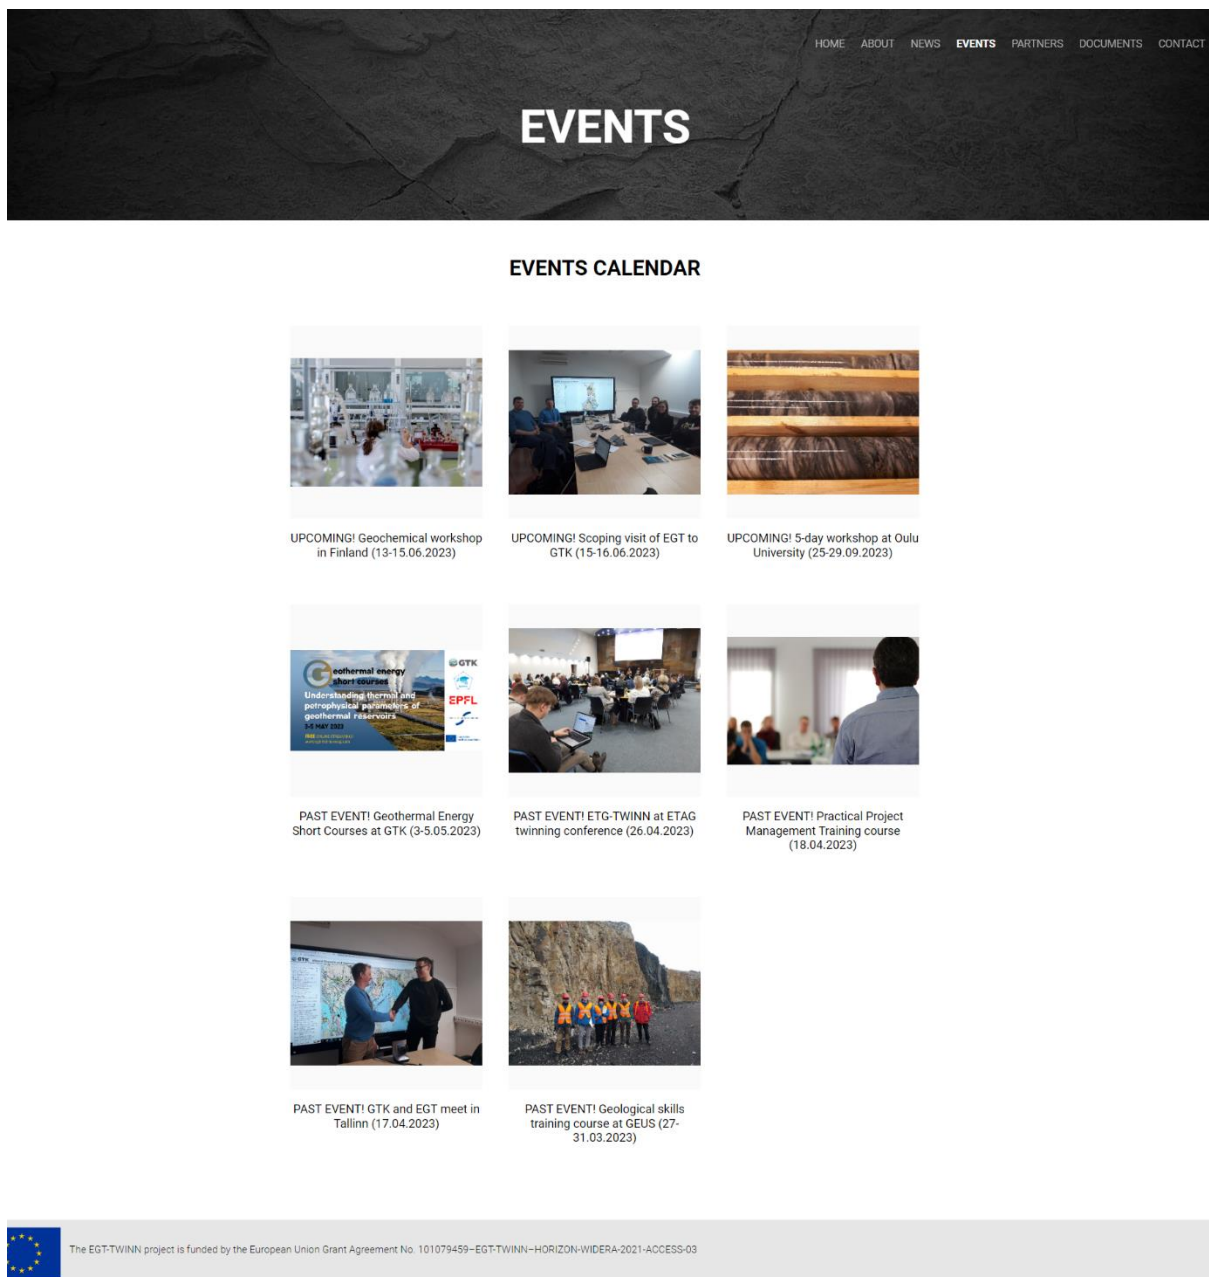 HOME ABOUT NEWS EVENTS PARTNERS DOCUMENTS CONTACT
EVENTS
EVENTS CALENDAR
UPCOMING! Geochemical workshop
in Finland (13-15.06.2023)
UPCOMING! Scoping visit of EGT to
GTK (15-16.06.2023)
UPCOMING! 5-day workshop at Oulu
University (25-29.09.2023)
Geothermal energy
short courses
Understanding thermal and
petrophysical parameters of
geothermal reservoirs
3-5 MAY 2023
GTK
EPFL
PAST EVENT! Geothermal Energy
Short Courses at GTK (3-5.05.2023)
PAST EVENT! ETG-TWINN at ETAG
twinning conference (26.04.2023)
PAST EVENT! Practical Project
Management Training course
(18.04.2023)
GTK
PAST EVENT! GTK and EGT meet in
Tallinn (17.04.2023)
PAST EVENT! Geological skills
training course at GEUS (27-
31.03.2023)
The EGT-TWINN project is funded by the European Union Grant Agreement No. 101079459–EGT-TWINN–HORIZON-WIDERA-2021-ACCESS-03